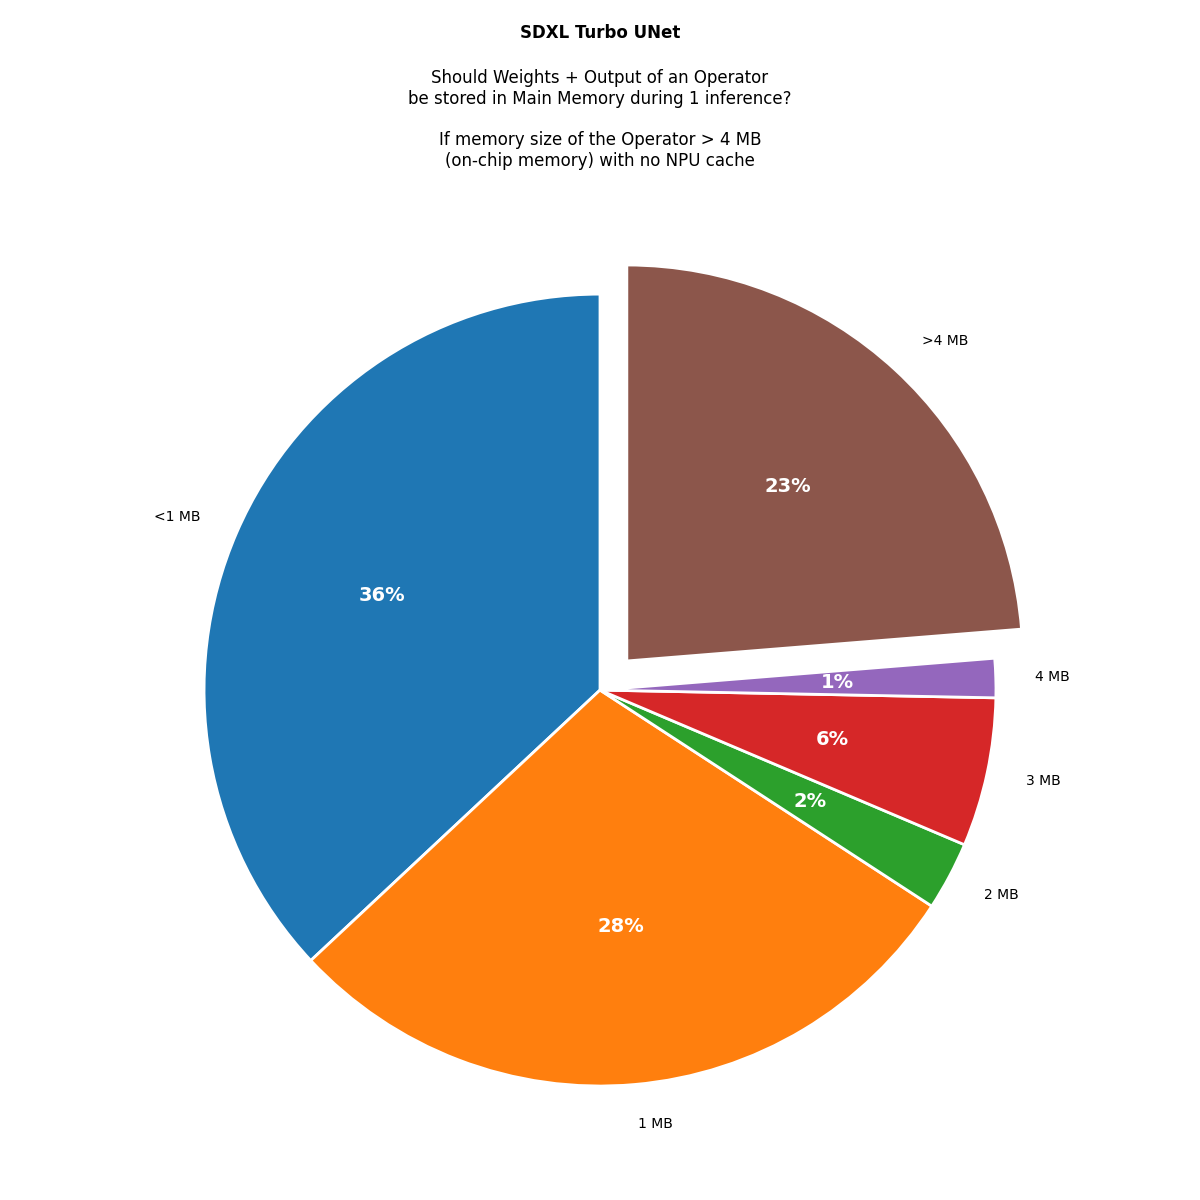 SDXL Turbo UNet
Should Weights + Output of an Operator
be stored in Main Memory during 1 inference?
If memory size of the Operator > 4 MB
(on-chip memory) with no NPU cache
>4 MB
23%
<1 MB
36%
4 MB
1%
6%
3 MB
2%
2 MB
28%
1 MB